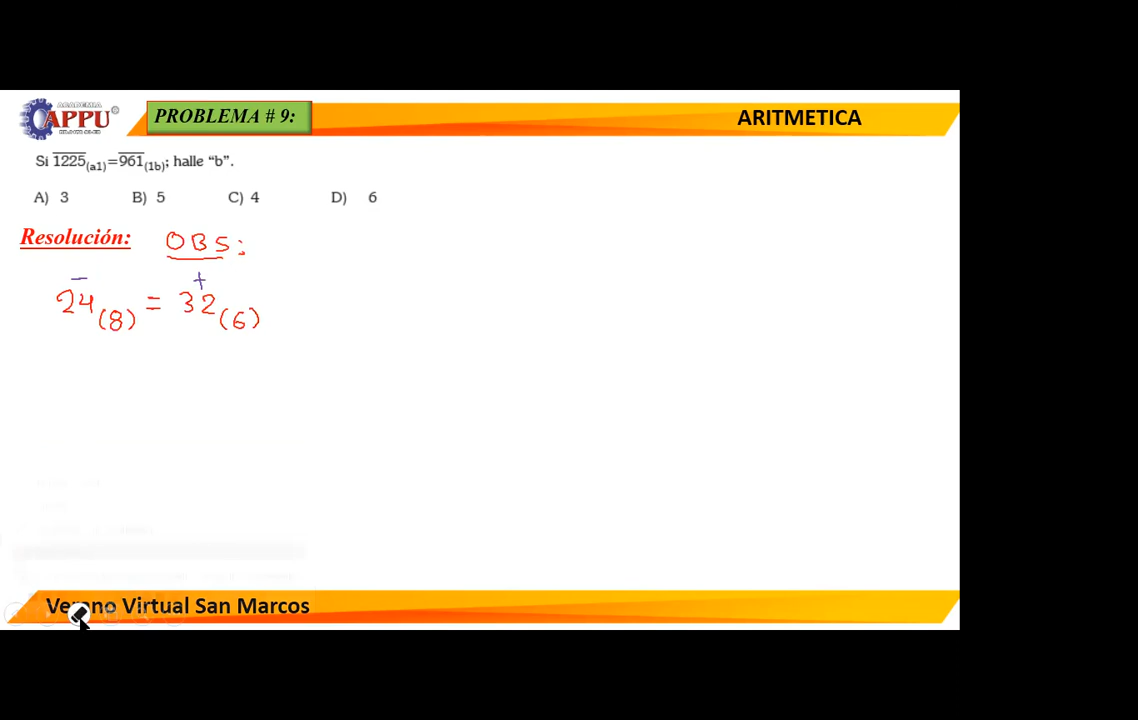 ACADEMIA
APPU®
PROBLEMA # 9:
ARITMETICA
Si 1225(a1)=961(1b); halle “b”.
A) 3 B) 5 C) 4 D) 6
Resolución: OBS:
- +
24(8) = 32(6)
Verano Virtual San Marcos